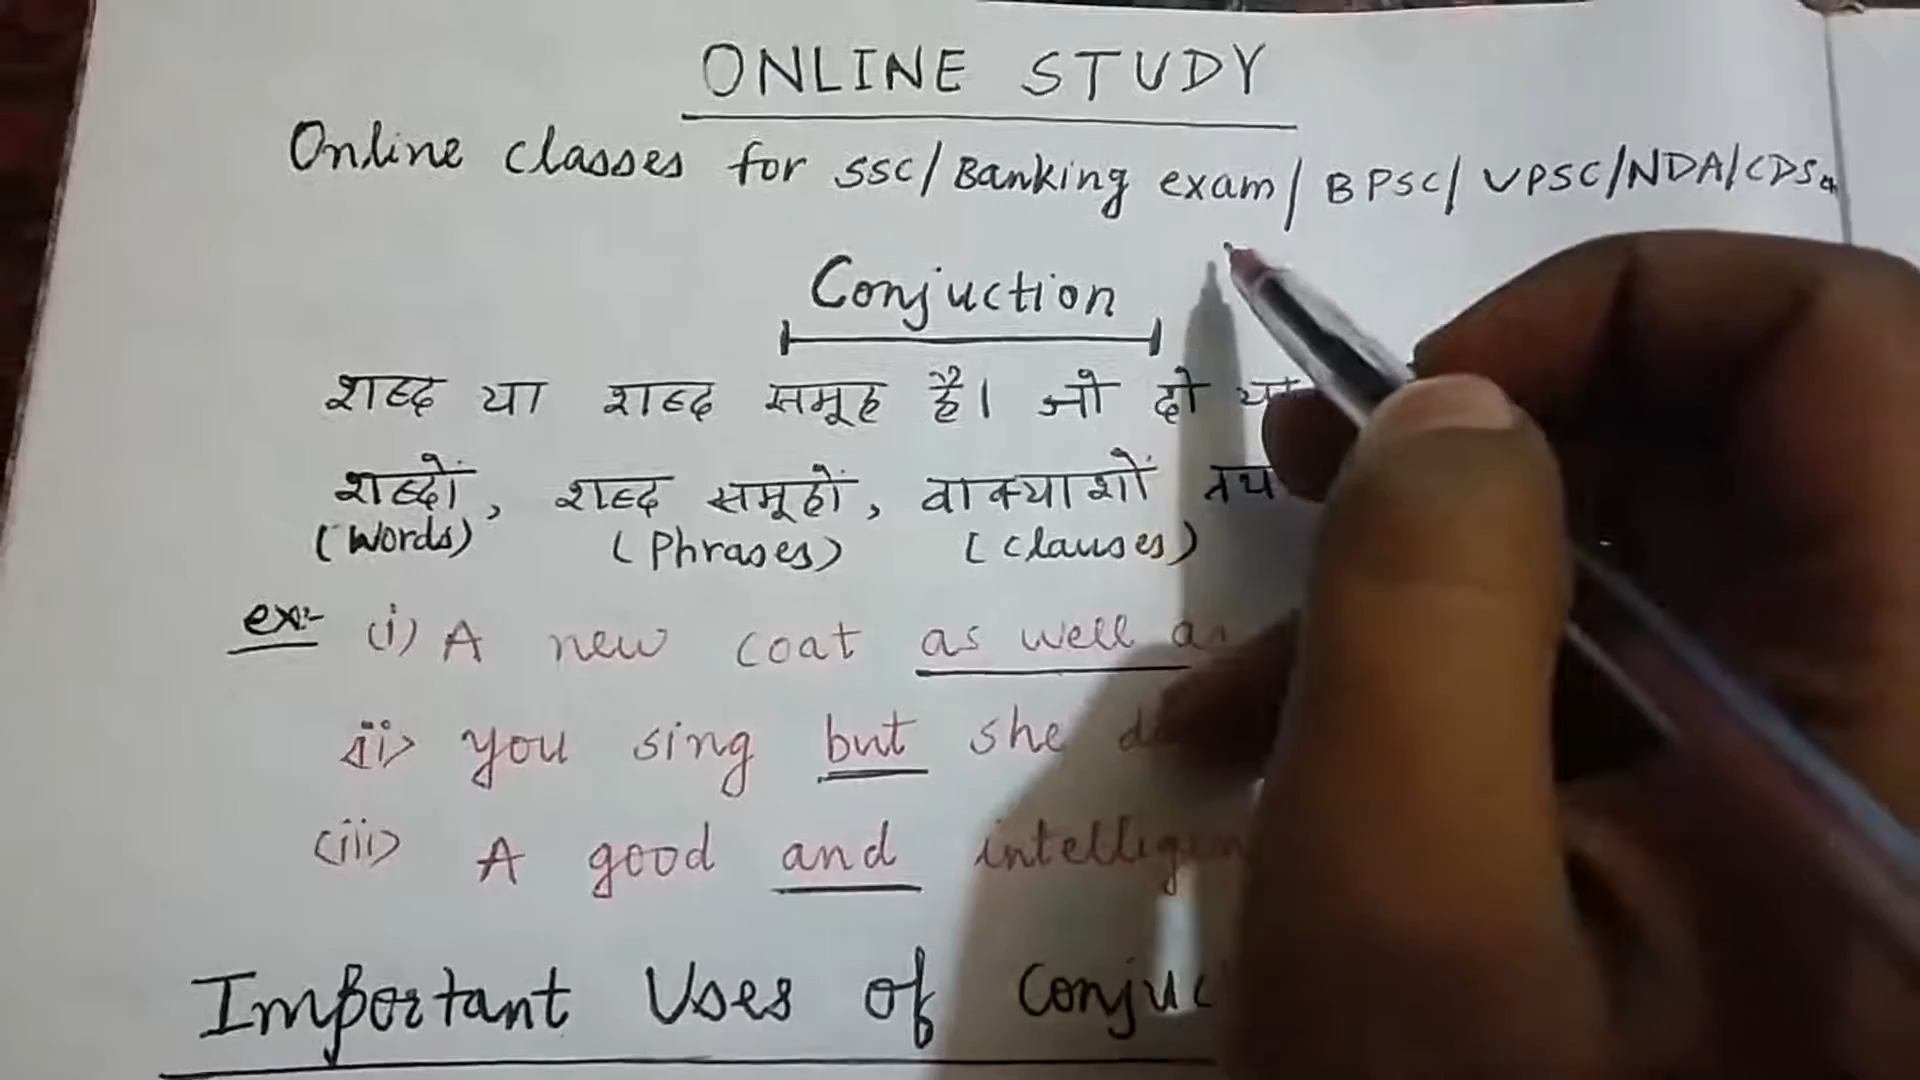 ONLINE STUDY
Online classes for SSC/Banking exam/ BPSC/ UPSC/NDA/CDS
Conjuction
शब्द या शब्द समूह है। जो दो या
शब्दों, शब्द समूहों, वाक्याशों
(Words) (Phrases) (Clauses)
ex:- (i) A new coat as well as
ii) you sing but she
(iii) A good and
Important Uses of